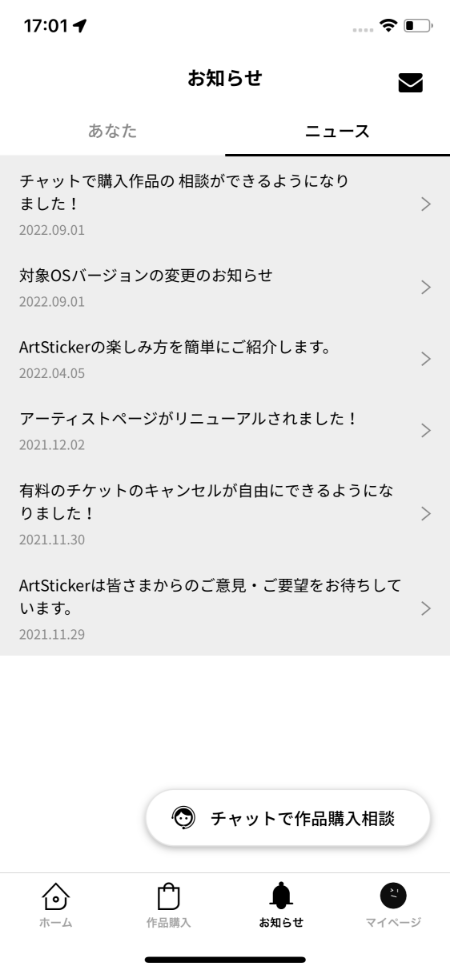 17:01
お知らせ
あなた
ニュース
チャットで購入作品の 相談ができるようになり
ました！
2022.09.01
対象OSバージョンの変更のお知らせ
2022.09.01
ArtStickerの楽しみ方を簡単にご紹介します。
2022.04.05
アーティストページがリニューアルされました！
2021.12.02
有料のチケットのキャンセルが自由にできるようにな
りました！
2021.11.30
ArtStickerは皆さまからのご意見・ご要望をお待ちして
います。
2021.11.29
チャットで作品購入相談
ホーム
作品購入
お知らせ
マイページ